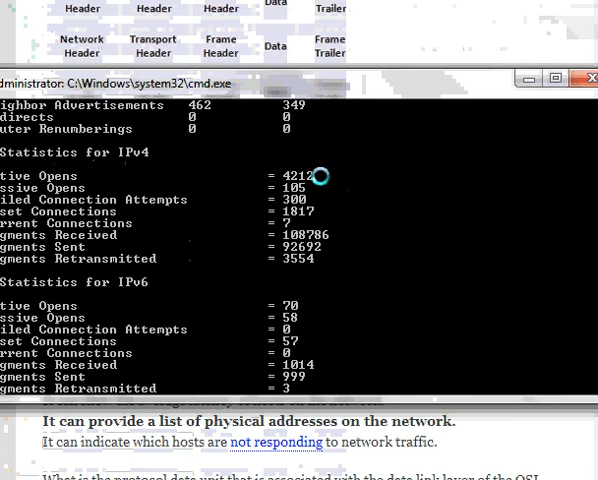 Header Header Header Data Trailer
Network Transport Frame Data Frame
Header Header Header Trailer
dministrator: C:\Windows\system32\cmd.exe
ighbor Advertisements 462 349
directs 0 0
uter Renumberings 0 0
Statistics for IPv4
tive Opens = 4212
ssive Opens = 105
iled Connection Attempts = 300
set Connections = 1817
rrent Connections = 7
gments Received = 108786
gments Sent = 92692
gments Retransmitted = 3554
Statistics for IPv6
tive Opens = 70
ssive Opens = 58
iled Connection Attempts = 0
set Connections = 57
rrent Connections = 0
gments Received = 1014
gments Sent = 999
gments Retransmitted = 3
It can provide a list of physical addresses on the network.
It can indicate which hosts are not responding to network traffic.
What is the protocol data unit that is associated with the data link layer of the OSI